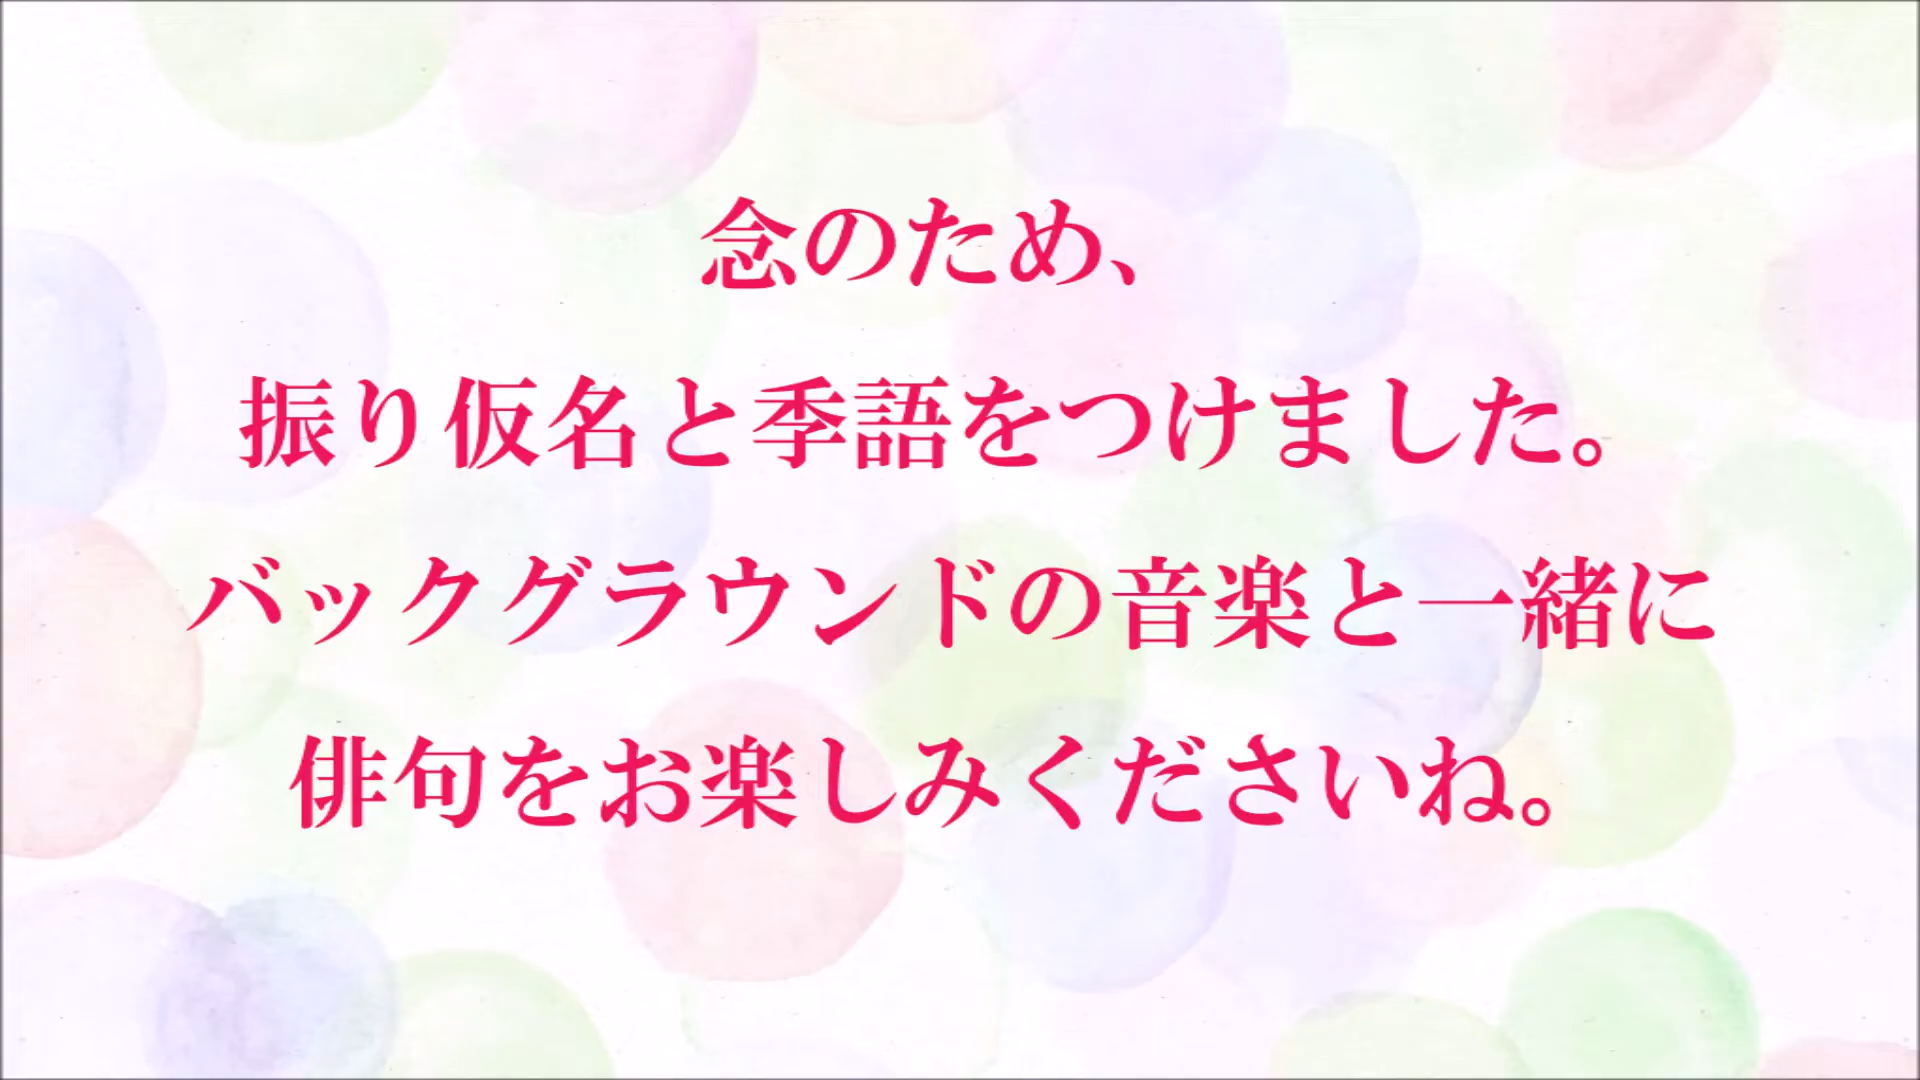 念のため、
振り仮名と季語をつけました。
バックグラウンドの音楽と一緒に
俳句をお楽しみくださいね。